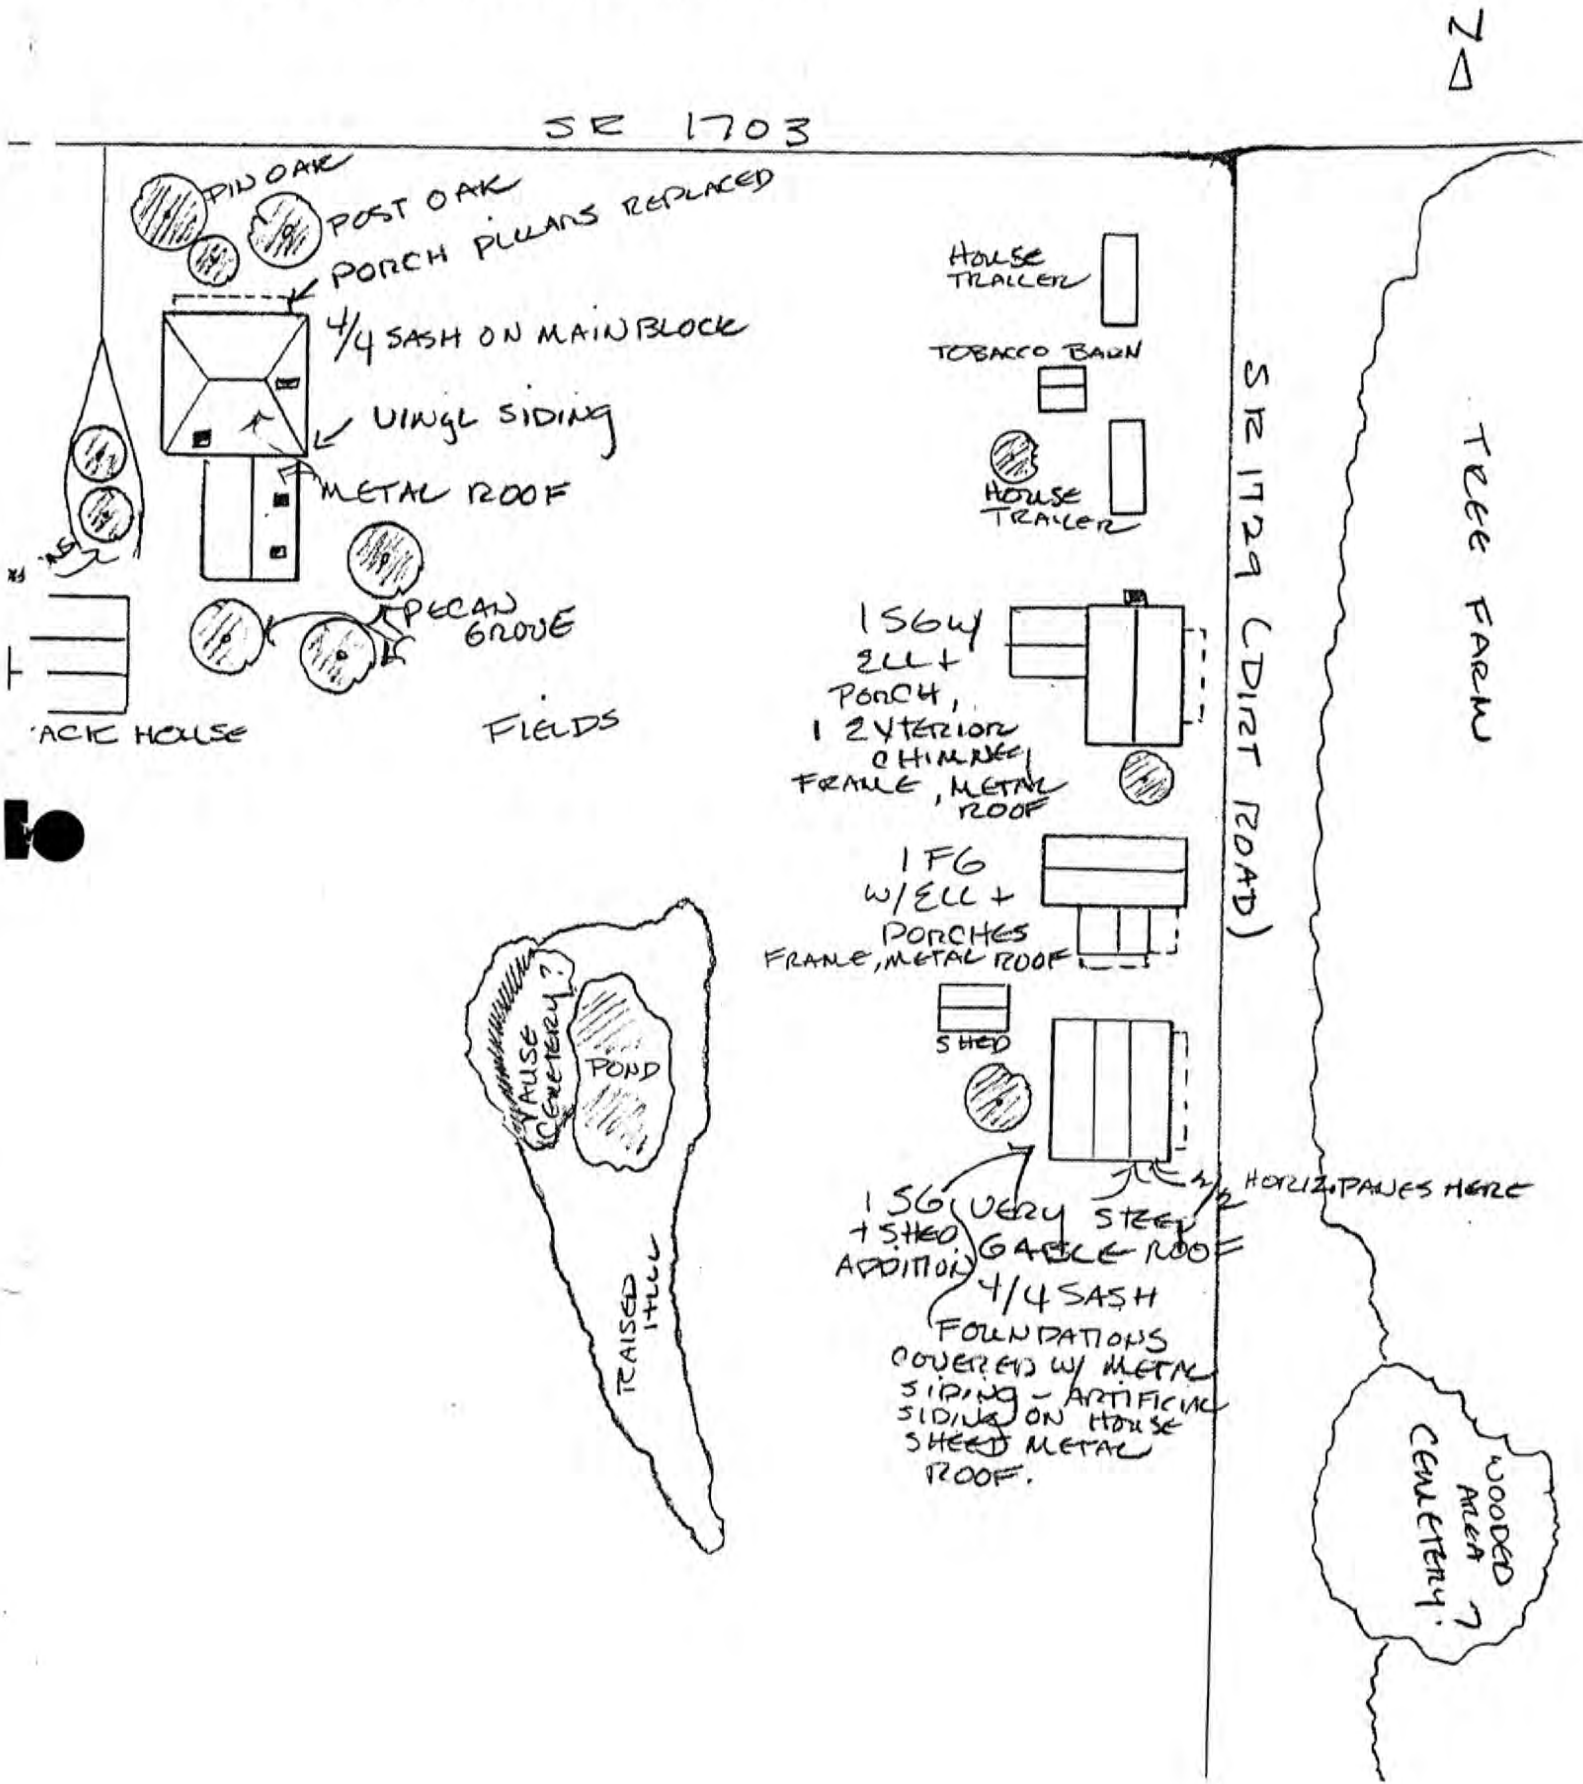 N
SR 1703
PIN OAK
POST OAK
PORCH PILLARS REPLACED
4/4 SASH ON MAIN BLOCK
VINYL SIDING
METAL ROOF
PECAN
GROVE
ACK HOUSE
FIELDS
HOUSE
TRAILER
TOBACCO BARN
HOUSE
TRAILER
SR 1729 (DIRT ROAD)
TREE FARM
1 SG W/
ELL +
PORCH,
1 EXTERIOR
CHIMNEY
FRAME, METAL
ROOF
1 FG
W/ ELL +
PORCHES
FRAME, METAL ROOF
SHED
VAUSE
CEMETERY?
POND
RAISED
HILL
2/2 HORIZ. PANES HERE
1 SG
+ SHED
ADDITION
VERY STEEP
GABLE ROOF
4/4 SASH
FOUNDATIONS
COVERED W/ METAL
SIDING - ARTIFICIAL
SIDING ON HOUSE
SHEED METAL
ROOF.
WOODED
AREA
CEMETERY?